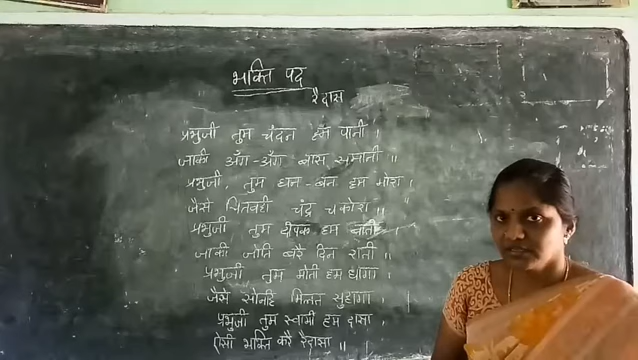 भक्ति पद
रैदास
प्रभुजी तुम चंदन हम पानी ।
जाकी अँग-अँग बास समानी ॥
प्रभुजी, तुम घन-बन हम मोरा ।
जैसे चितवही चंद्र चकोरा ॥
प्रभुजी तुम दीपक हम बाती ।
जाकी जोति बरै दिन राती ॥
प्रभुजी तुम मोती हम धागा ।
जैसे सोनहि मिलत सुहागा ।
प्रभुजी तुम स्वामी हम दासा ,
ऐसी भक्ति करै रैदासा ॥